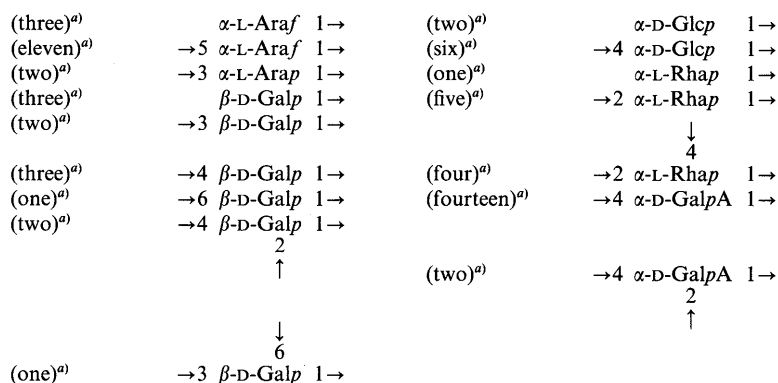 (three)ᵃ⁾ α-L-Araf 1→
(eleven)ᵃ⁾ →5 α-L-Araf 1→
(two)ᵃ⁾ →3 α-L-Arap 1→
(three)ᵃ⁾ β-D-Galp 1→
(two)ᵃ⁾ →3 β-D-Galp 1→
(three)ᵃ⁾ →4 β-D-Galp 1→
(one)ᵃ⁾ →6 β-D-Galp 1→
(two)ᵃ⁾ →4 β-D-Galp 1→
2
↑
↓
6
(one)ᵃ⁾ →3 β-D-Galp 1→
(two)ᵃ⁾ α-D-Glcp 1→
(six)ᵃ⁾ →4 α-D-Glcp 1→
(one)ᵃ⁾ α-L-Rhap 1→
(five)ᵃ⁾ →2 α-L-Rhap 1→
↓
4
(four)ᵃ⁾ →2 α-L-Rhap 1→
(fourteen)ᵃ⁾ →4 α-D-GalpA 1→
(two)ᵃ⁾ →4 α-D-GalpA 1→
2
↑